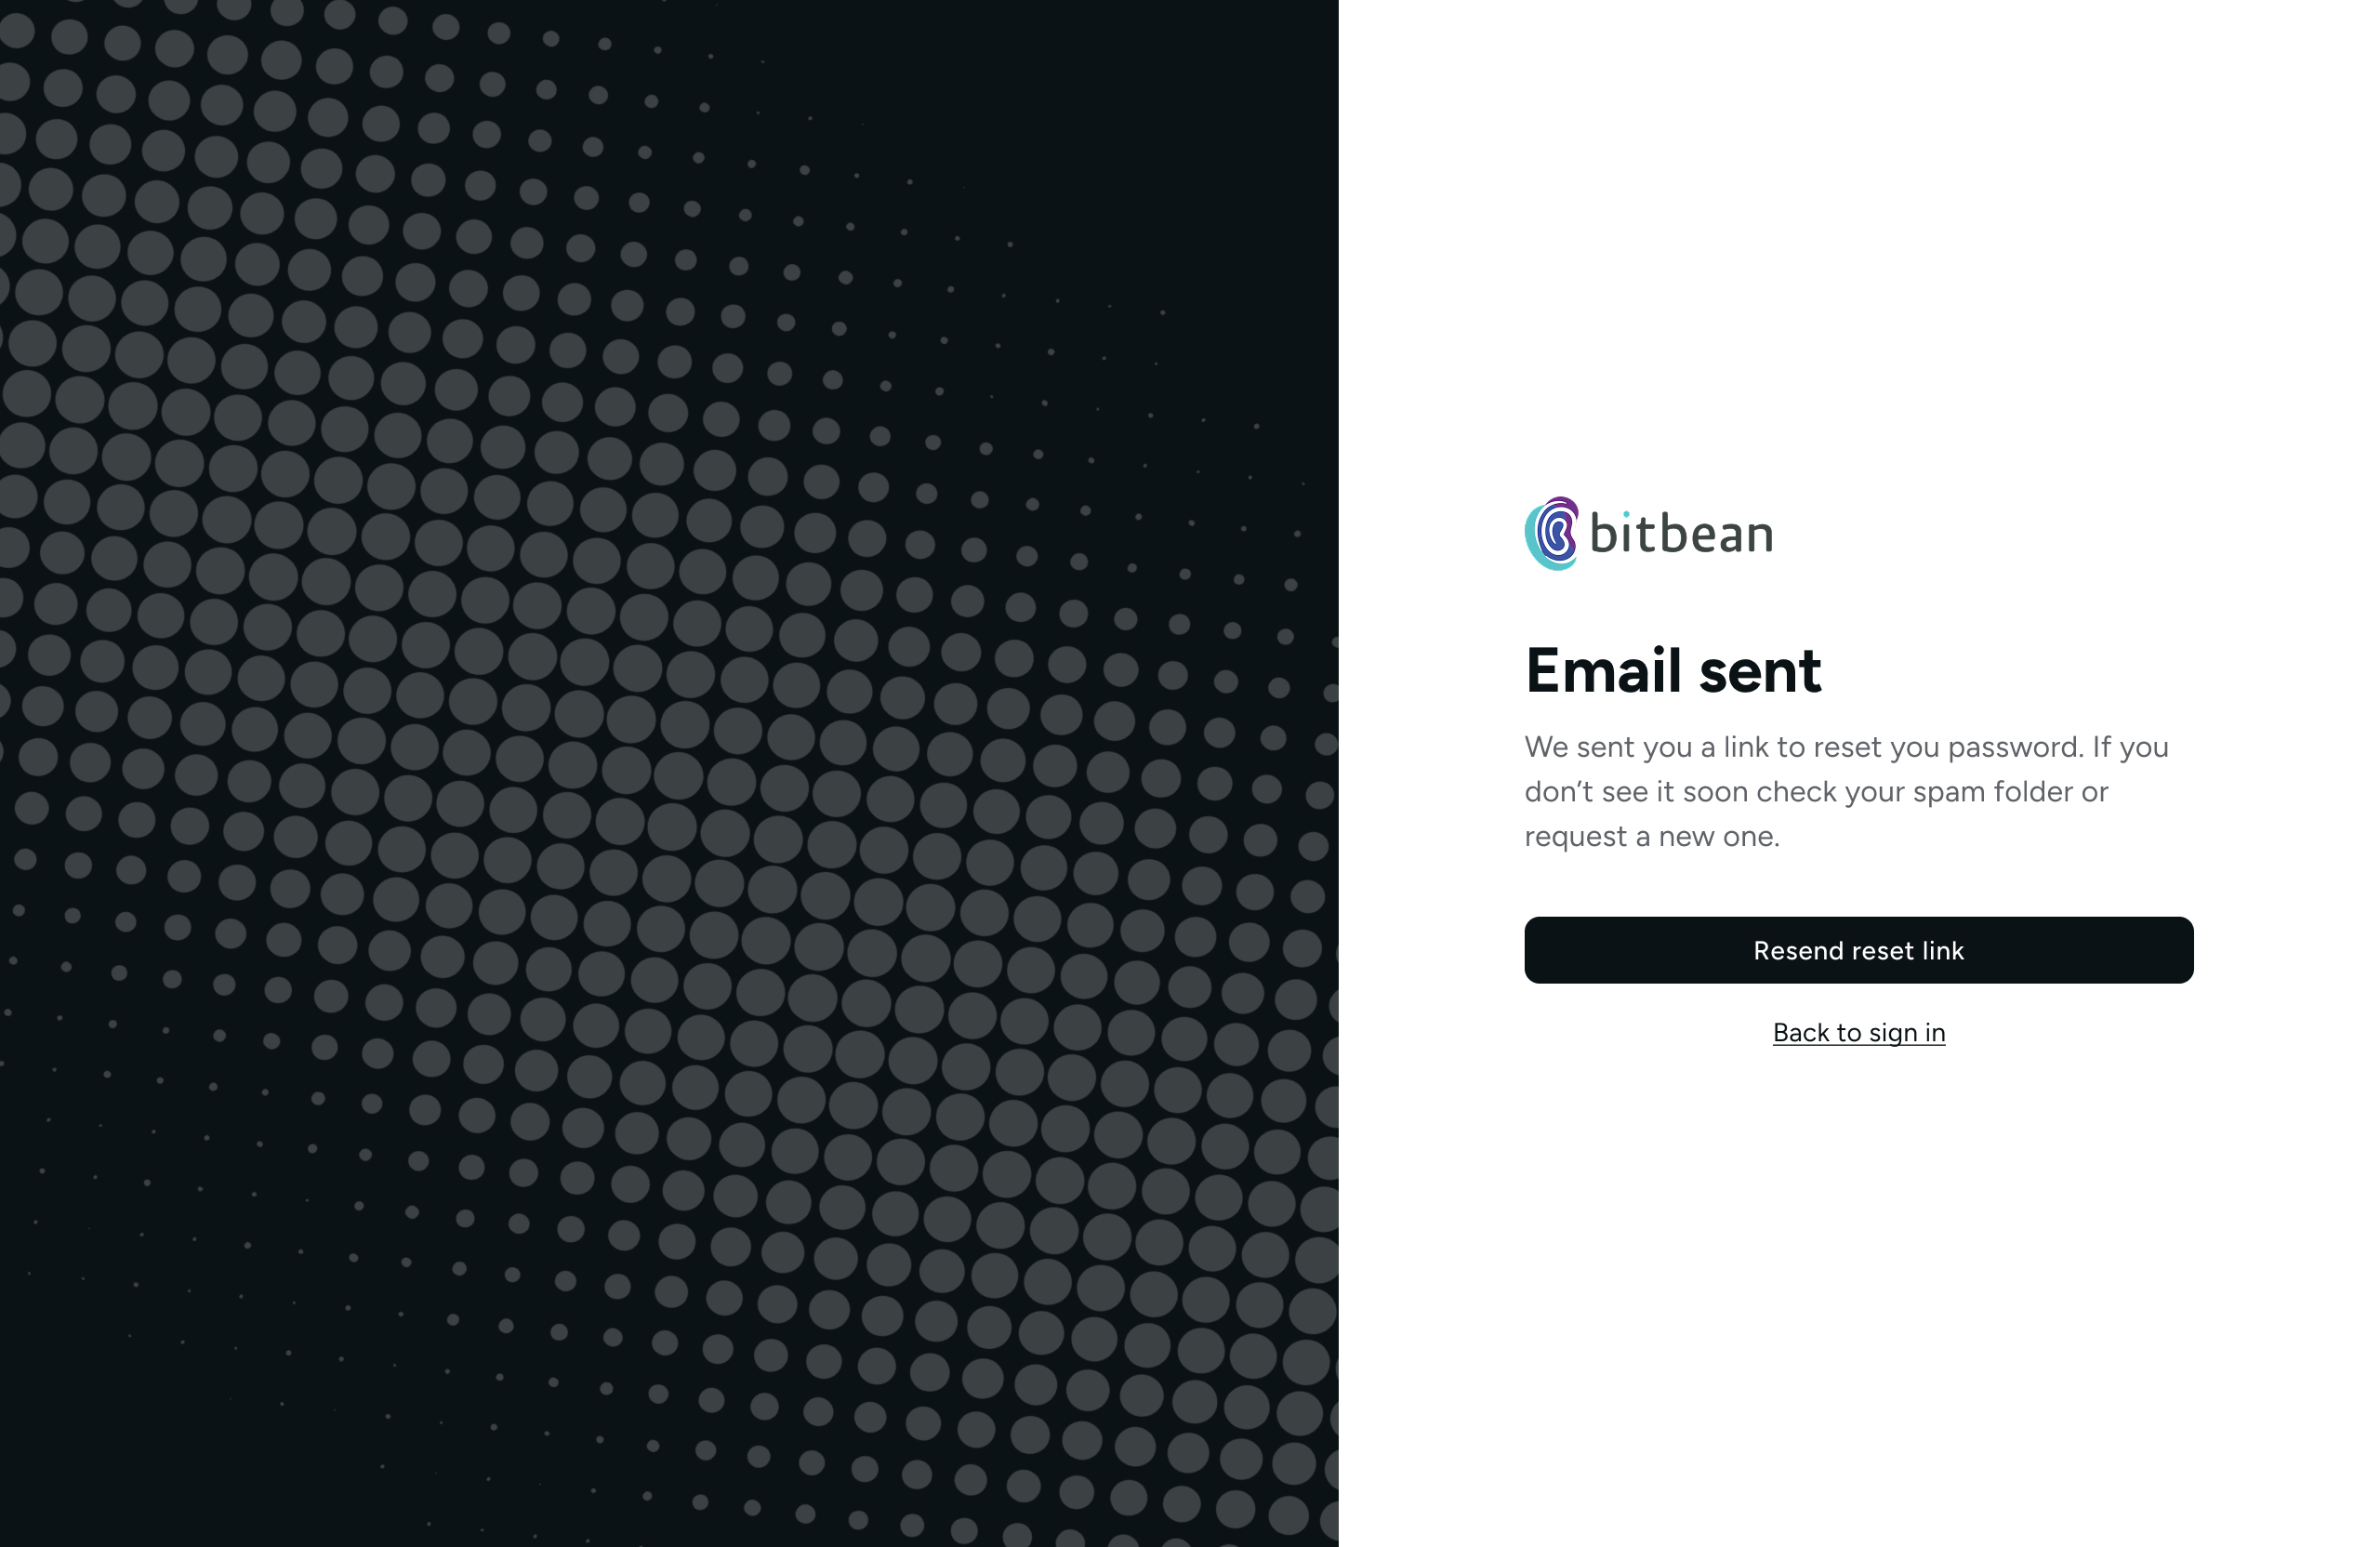 bitbean
Email sent
We sent you a link to reset you password. If you
don’t see it soon check your spam folder or
request a new one.
Resend reset link
Back to sign in